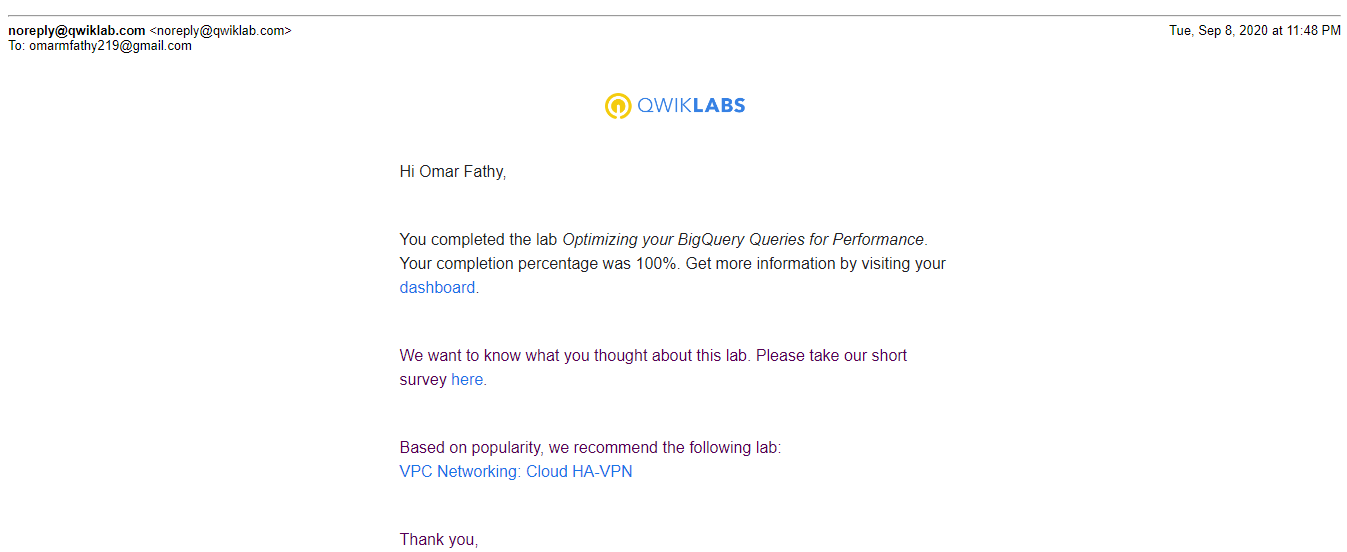 noreply@qwiklab.com <noreply@qwiklab.com>
Tue, Sep 8, 2020 at 11:48 PM
To: omarmfathy219@gmail.com
QWIKLABS
Hi Omar Fathy,
You completed the lab Optimizing your BigQuery Queries for Performance.
Your completion percentage was 100%. Get more information by visiting your
dashboard.
We want to know what you thought about this lab. Please take our short
survey here.
Based on popularity, we recommend the following lab:
VPC Networking: Cloud HA-VPN
Thank you,